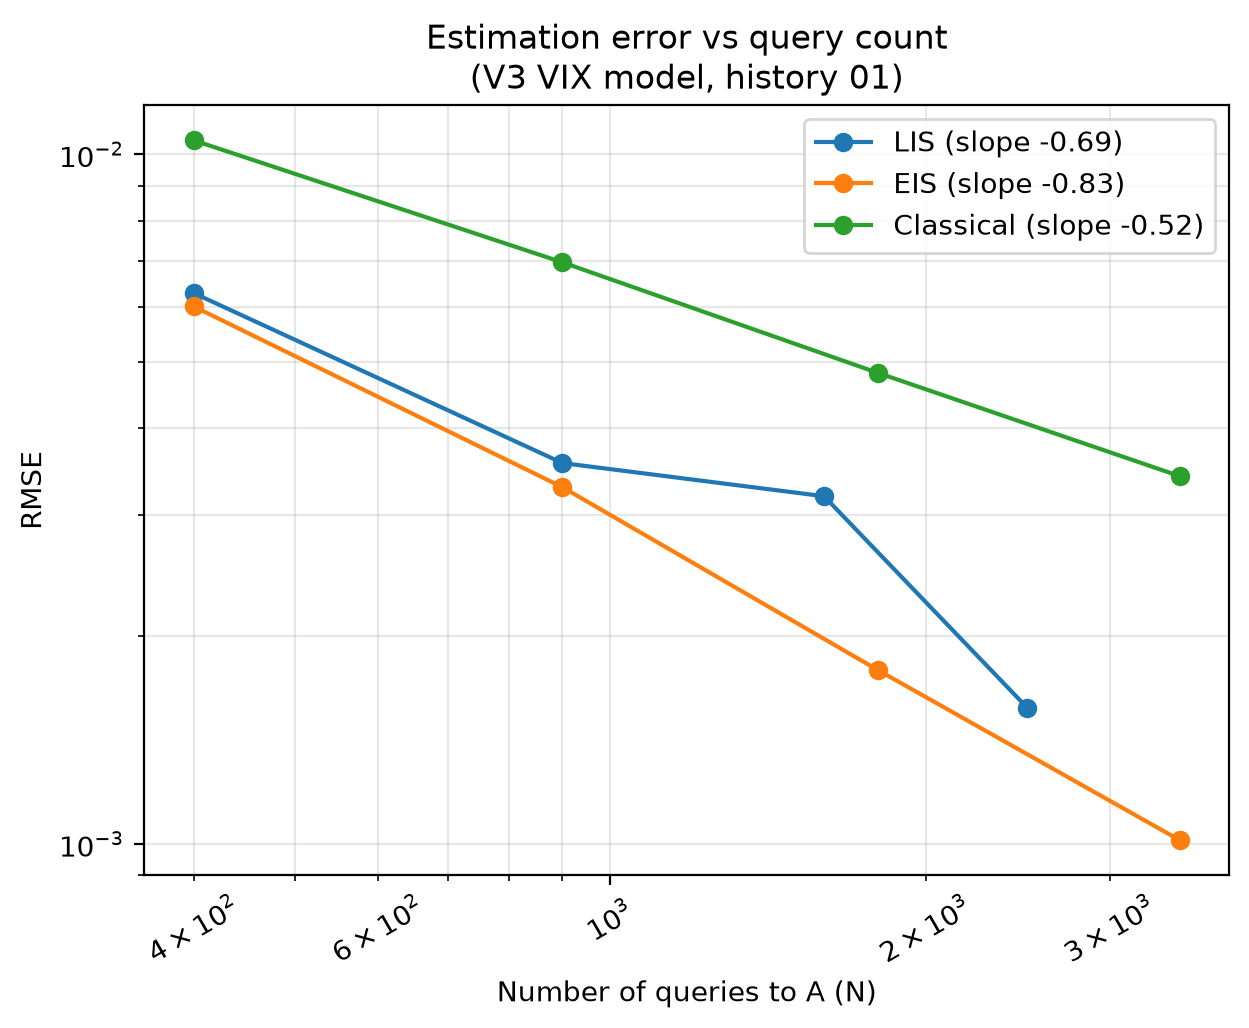 Estimation error vs query count
(V3 VIX model, history 01)
LIS (slope -0.69)
EIS (slope -0.83)
Classical (slope -0.52)
10⁻²
10⁻³
RMSE
4 × 10²
6 × 10²
10³
2 × 10³
3 × 10³
Number of queries to A (N)